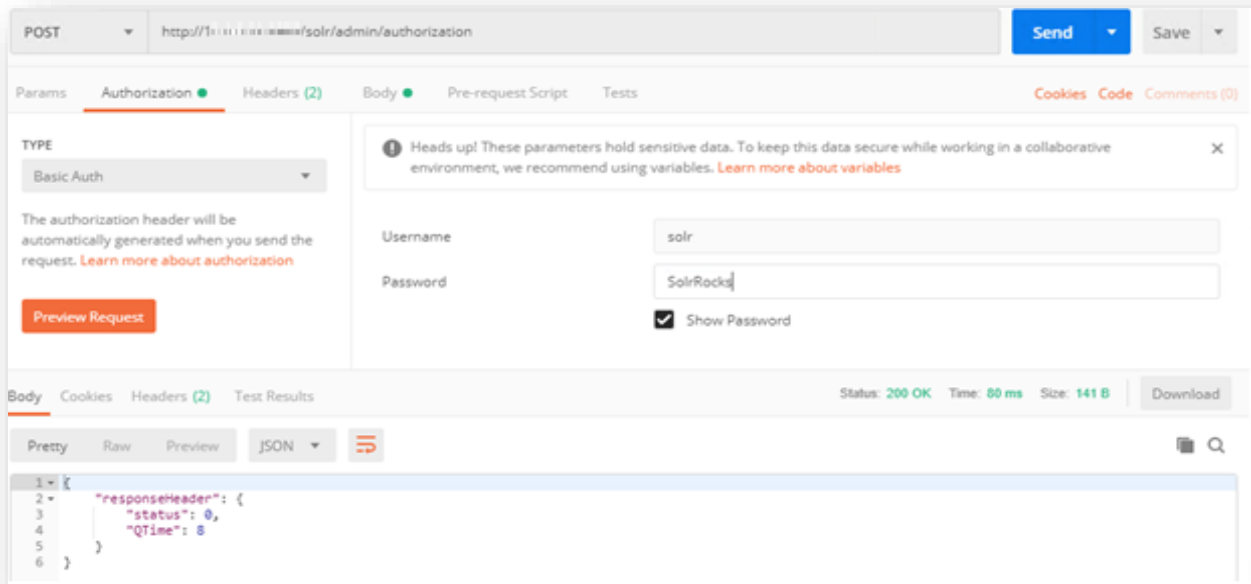 POST http://1 /solr/admin/authorization Send Save
Params Authorization Headers (2) Body Pre-request Script Tests Cookies Code Comments (0)
TYPE
Basic Auth
The authorization header will be
automatically generated when you send the
request. Learn more about authorization
Preview Request
Heads up! These parameters hold sensitive data. To keep this data secure while working in a collaborative
environment, we recommend using variables. Learn more about variables
Username solr
Password SolrRocks
Show Password
Body Cookies Headers (2) Test Results Status: 200 OK Time: 80 ms Size: 141 B Download
Pretty Raw Preview JSON
1 {
2 "responseHeader": {
3 "status": 0,
4 "QTime": 8
5 }
6 }